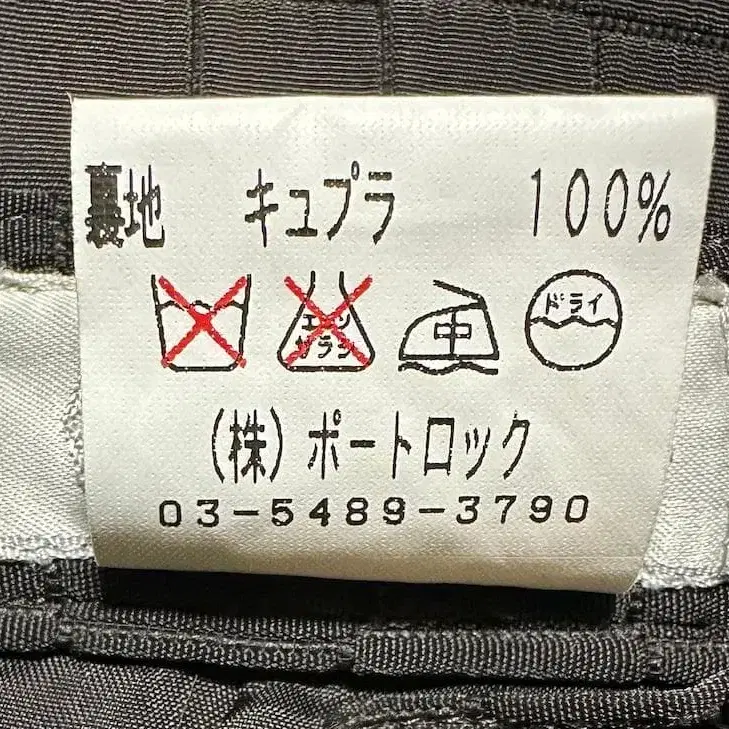 裏地 キュプラ 100%
エンソ サラシ 中 ドライ
(株)ポートロック
03-5489-3790